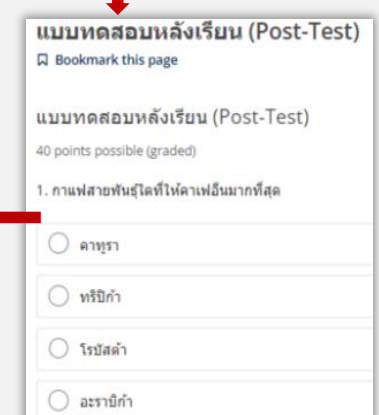 แบบทดสอบหลังเรียน (Post-Test)
Bookmark this page
แบบทดสอบหลังเรียน (Post-Test)
40 points possible (graded)
1. กาแฟสายพันธุ์ใดที่ให้คาเฟอีนมากที่สุด
คาทูรา
ทริปิก้า
โรบัสต้า
อะราบิก้า